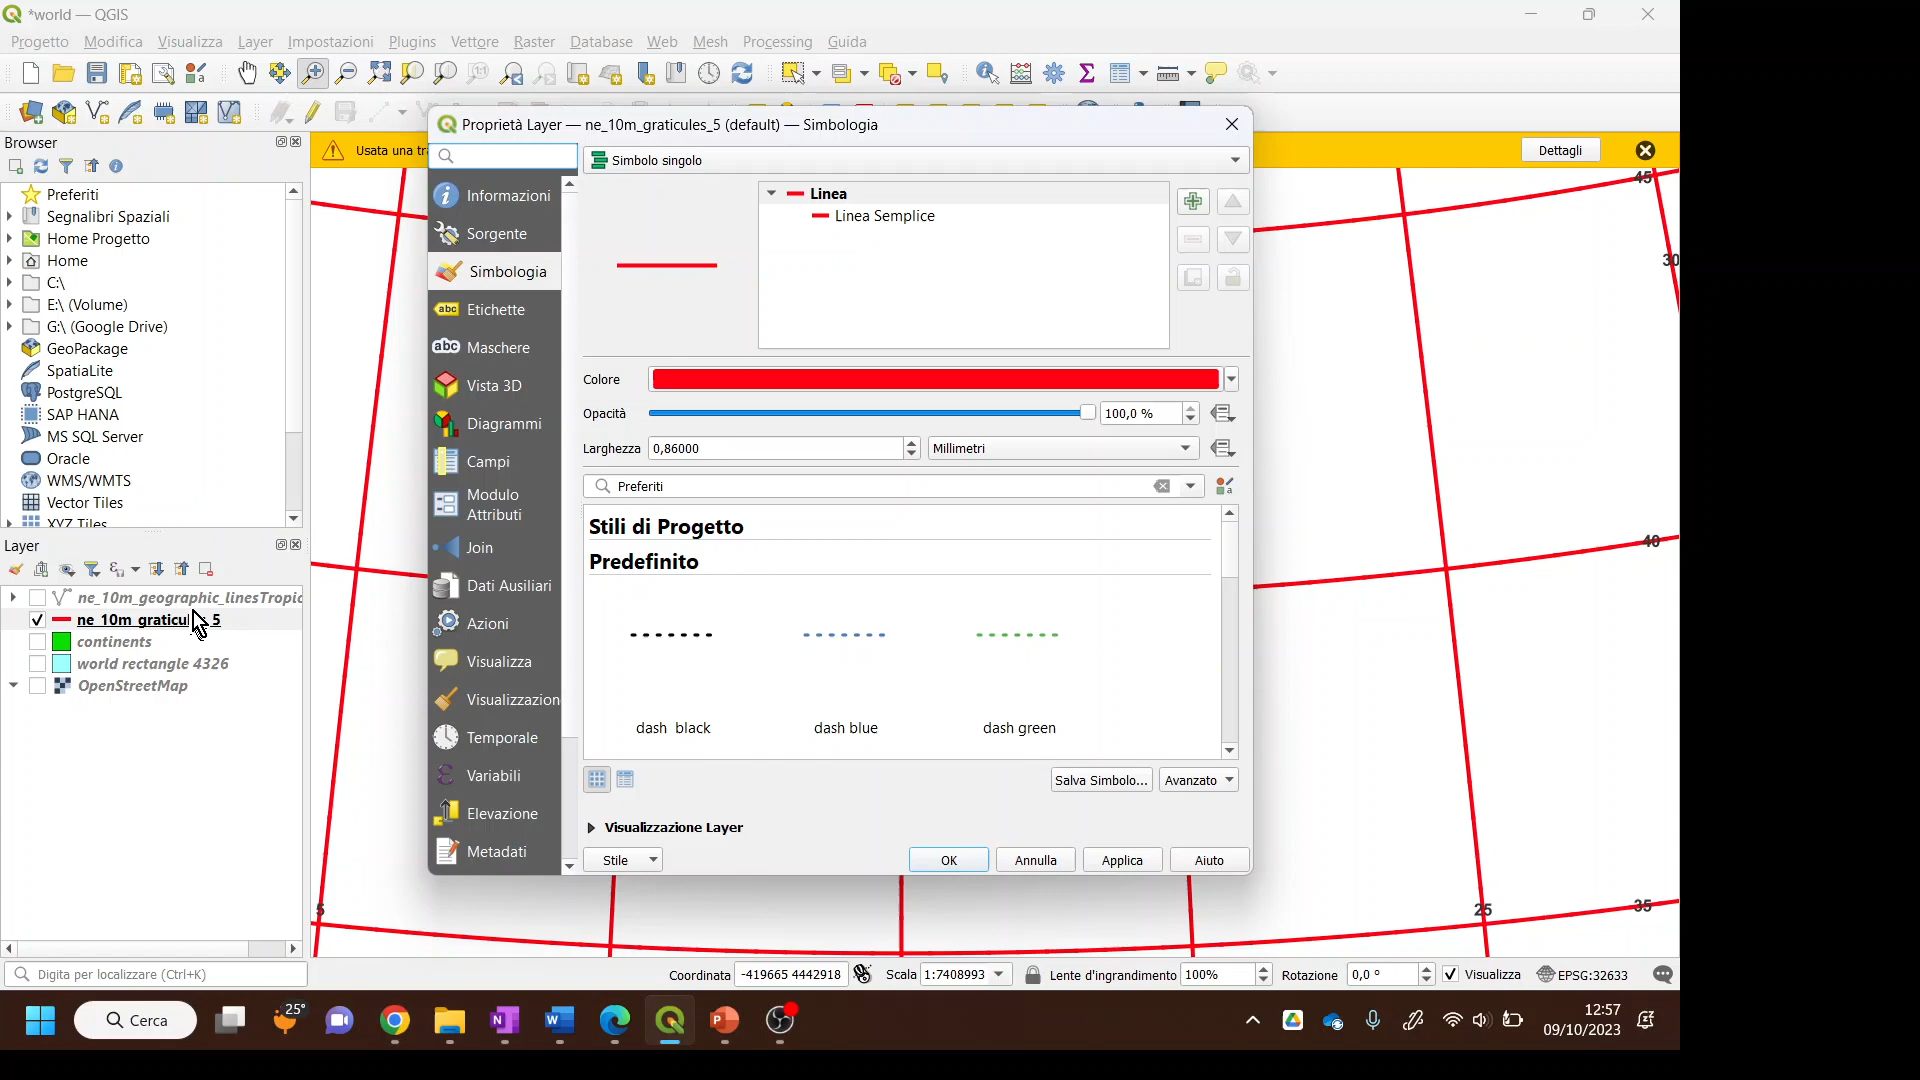 *world — QGIS
Progetto Modifica Visualizza Layer Impostazioni Plugins Vettore Raster Database Web Mesh Processing Guida
Browser
Preferiti
Segnalibri Spaziali
Home Progetto
Home
C:\
E:\ (Volume)
G:\ (Google Drive)
GeoPackage
SpatiaLite
PostgreSQL
SAP HANA
MS SQL Server
Oracle
WMS/WMTS
Vector Tiles
XYZ Tiles
Layer
ne_10m_geographic_linesTropic
ne_10m_graticul 5
continents
world rectangle 4326
OpenStreetMap
Digita per localizzare (Ctrl+K)
Usata una tr
Dettagli
Proprietà Layer — ne_10m_graticules_5 (default) — Simbologia
Informazioni
Sorgente
Simbologia
abc Etichette
abc Maschere
Vista 3D
Diagrammi
Campi
Modulo
Attributi
Join
Dati Ausiliari
Azioni
Visualizza
Visualizzazion
Temporale
Variabili
Elevazione
Metadati
Simbolo singolo
Linea
Linea Semplice
Colore
Opacità 100,0 %
Larghezza 0,86000 Millimetri
Preferiti
Stili di Progetto
Predefinito
dash black dash blue dash green
Salva Simbolo... Avanzato
Visualizzazione Layer
Stile OK Annulla Applica Aiuto
45
30
40
5
25
35
Coordinata -419665 4442918 Scala 1:7408993 Lente d'ingrandimento 100% Rotazione 0,0 ° Visualizza EPSG:32633
Cerca
25°
12:57
09/10/2023